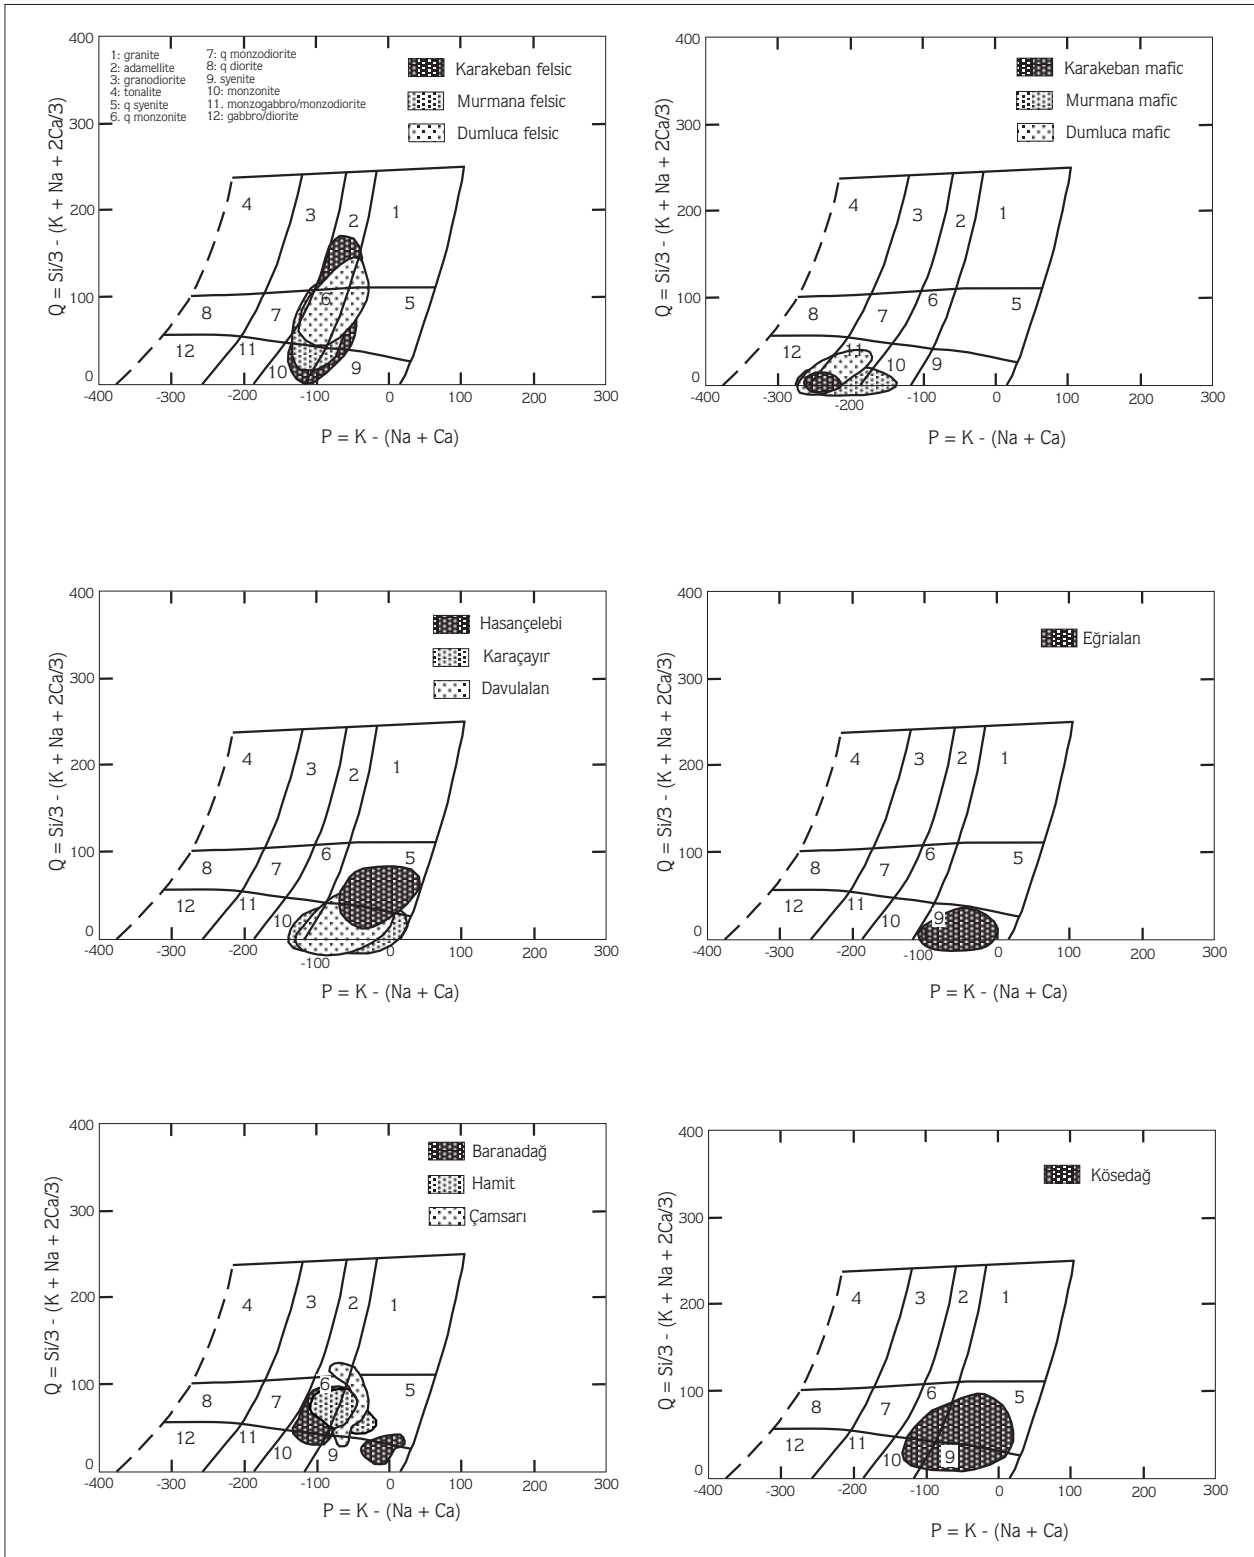 400
300
200
100
0
Q = Si/3 - (K + Na + 2Ca/3)
1: granite
2: adamellite
3: granodiorite
4: tonalite
5: q syenite
6: q monzonite
7: q monzodiorite
8: q diorite
9. syenite
10: monzonite
11. monzogabbro/monzodiorite
12: gabbro/diorite
Karakeban felsic
Murmana felsic
Dumluca felsic
4
3
2
1
8
7
6
5
12
11
10
9
-400 -300 -200 -100 0 100 200 300
P = K - (Na + Ca)
400
300
200
100
0
Q = Si/3 - (K + Na + 2Ca/3)
Karakeban mafic
Murmana mafic
Dumluca mafic
4
3
2
1
8
7
6
5
12
11
10
9
-400 -300 -200 -100 0 100 200 300
P = K - (Na + Ca)
400
300
200
100
0
Q = Si/3 - (K + Na + 2Ca/3)
Hasançelebi
Karaçayır
Davulalan
4
3
2
1
8
7
6
5
12
11
10
-400 -300 -200 -100 0 100 200 300
P = K - (Na + Ca)
400
300
200
100
0
Q = Si/3 - (K + Na + 2Ca/3)
Eğrialan
4
3
2
1
8
7
6
5
12
11
10
9
-400 -300 -200 -100 0 100 200 300
P = K - (Na + Ca)
400
300
200
100
0
Q = Si/3 - (K + Na + 2Ca/3)
Baranadağ
Hamit
Çamsarı
4
3
2
1
8
7
6
5
12
11
10
9
-400 -300 -200 -100 0 100 200 300
P = K - (Na + Ca)
400
300
200
100
0
Q = Si/3 - (K + Na + 2Ca/3)
Kösedağ
4
3
2
1
8
7
6
5
12
11
10
9
-400 -300 -200 -100 0 100 200 300
P = K - (Na + Ca)